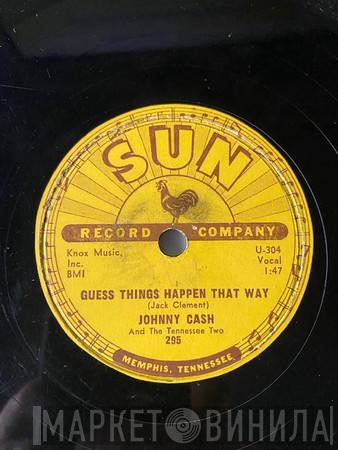 SUN
RECORD COMPANY
Knox Music,
Inc.
BMI
U-304
Vocal
1:47
GUESS THINGS HAPPEN THAT WAY
(Jack Clement)
JOHNNY CASH
And The Tennessee Two
295
MEMPHIS, TENNESSEE
МАРКЕТ ВИНИЛА